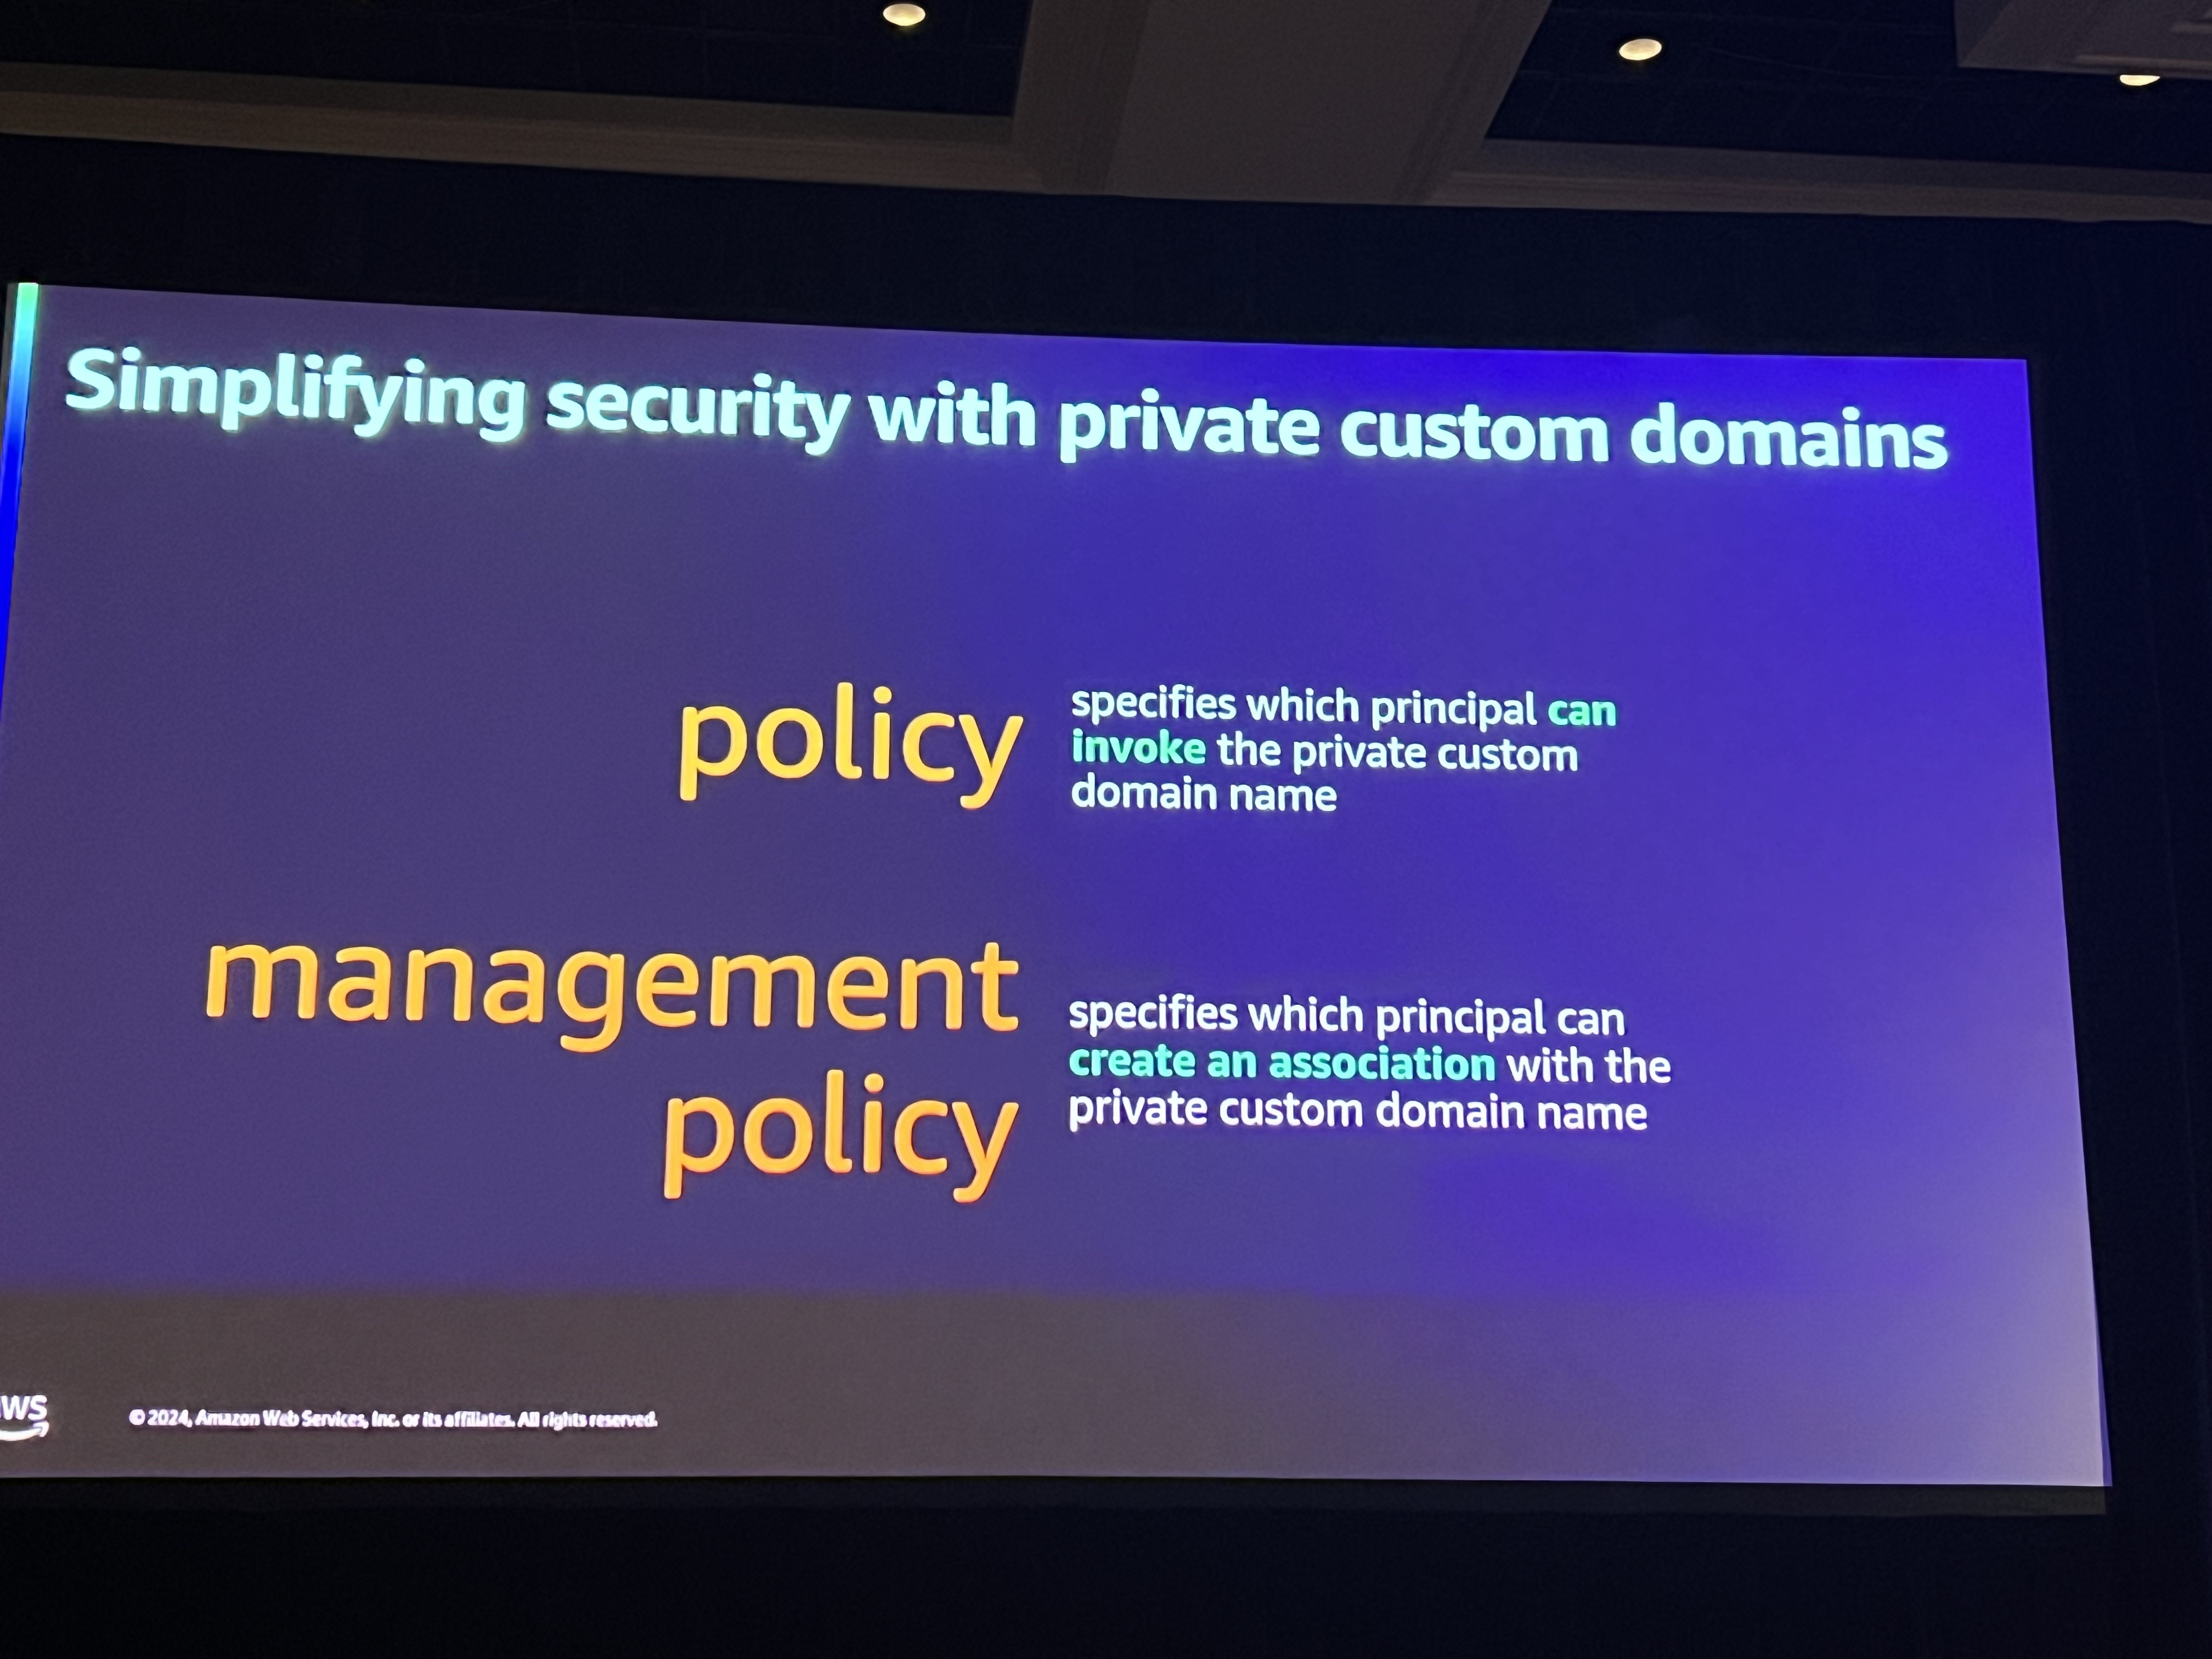 Simplifying security with private custom domains
policy
specifies which principal can
invoke the private custom
domain name
management
policy
specifies which principal can
create an association with the
private custom domain name
ws
© 2024, Amazon Web Services, Inc. or its affiliates. All rights reserved.